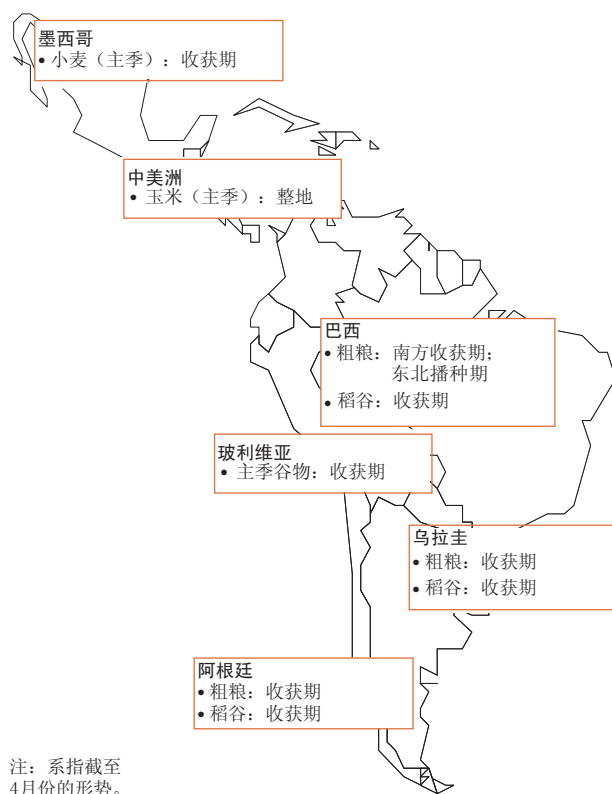 墨西哥
• 小麦（主季）：收获期
中美洲
• 玉米（主季）：整地
巴西
• 粗粮：南方收获期；
东北播种期
• 稻谷：收获期
玻利维亚
• 主季谷物：收获期
乌拉圭
• 粗粮：收获期
• 稻谷：收获期
阿根廷
• 粗粮：收获期
• 稻谷：收获期
注：系指截至
4月份的形势。